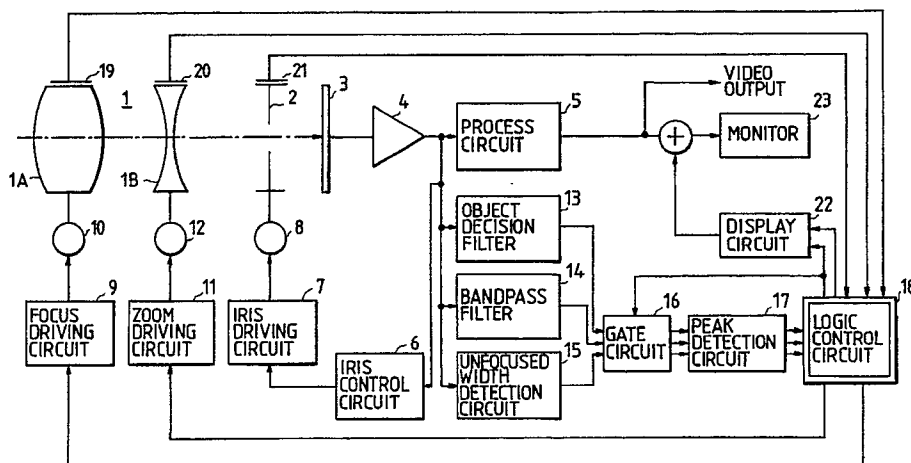 19
1
20
21
2
3
4
5
PROCESS
CIRCUIT
VIDEO
OUTPUT
23
MONITOR
1A
1B
10
12
8
13
OBJECT
DECISION
FILTER
22
DISPLAY
CIRCUIT
14
BANDPASS
FILTER
9
FOCUS
DRIVING
CIRCUIT
11
ZOOM
DRIVING
CIRCUIT
7
IRIS
DRIVING
CIRCUIT
6
IRIS
CONTROL
CIRCUIT
15
UNFOCUSED
WIDTH
DETECTION
CIRCUIT
16
GATE
CIRCUIT
17
PEAK
DETECTION
CIRCUIT
18
LOGIC
CONTROL
CIRCUIT